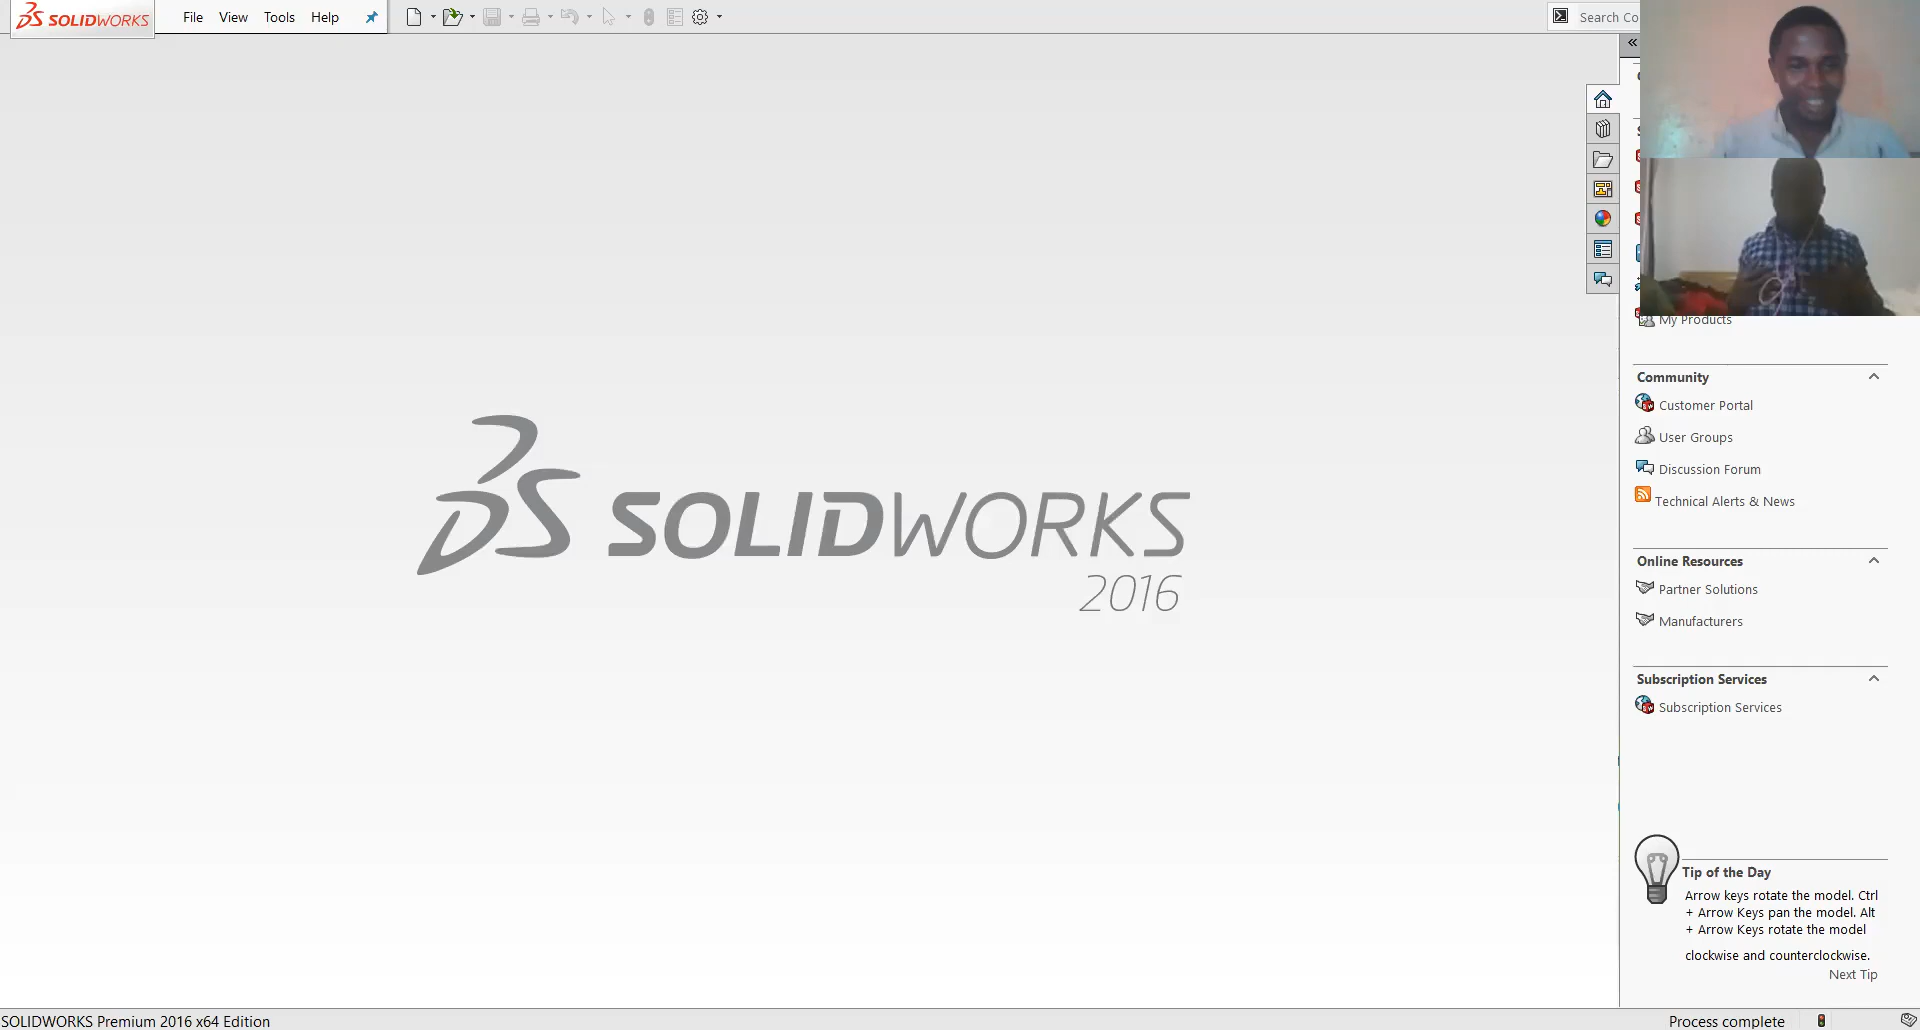 SOLIDWORKS
File View Tools Help
Search Co
My Products
Community
Customer Portal
User Groups
Discussion Forum
Technical Alerts & News
SOLIDWORKS
2016
Online Resources
Partner Solutions
Manufacturers
Subscription Services
Subscription Services
Tip of the Day
Arrow keys rotate the model. Ctrl
+ Arrow Keys pan the model. Alt
+ Arrow Keys rotate the model
clockwise and counterclockwise.
Next Tip
SOLIDWORKS Premium 2016 x64 Edition
Process complete